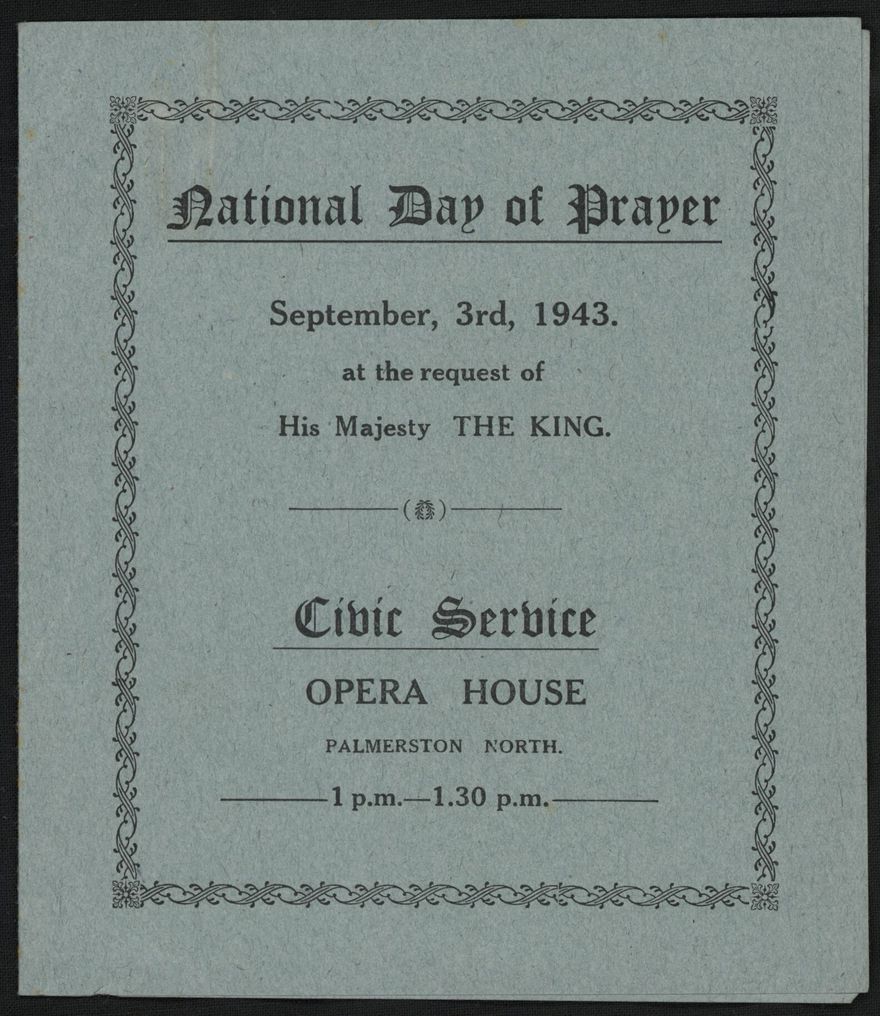 National Day of Prayer
September, 3rd, 1943.
at the request of
His Majesty THE KING.
Civic Service
OPERA HOUSE
PALMERSTON NORTH.
1 p.m.—1.30 p.m.